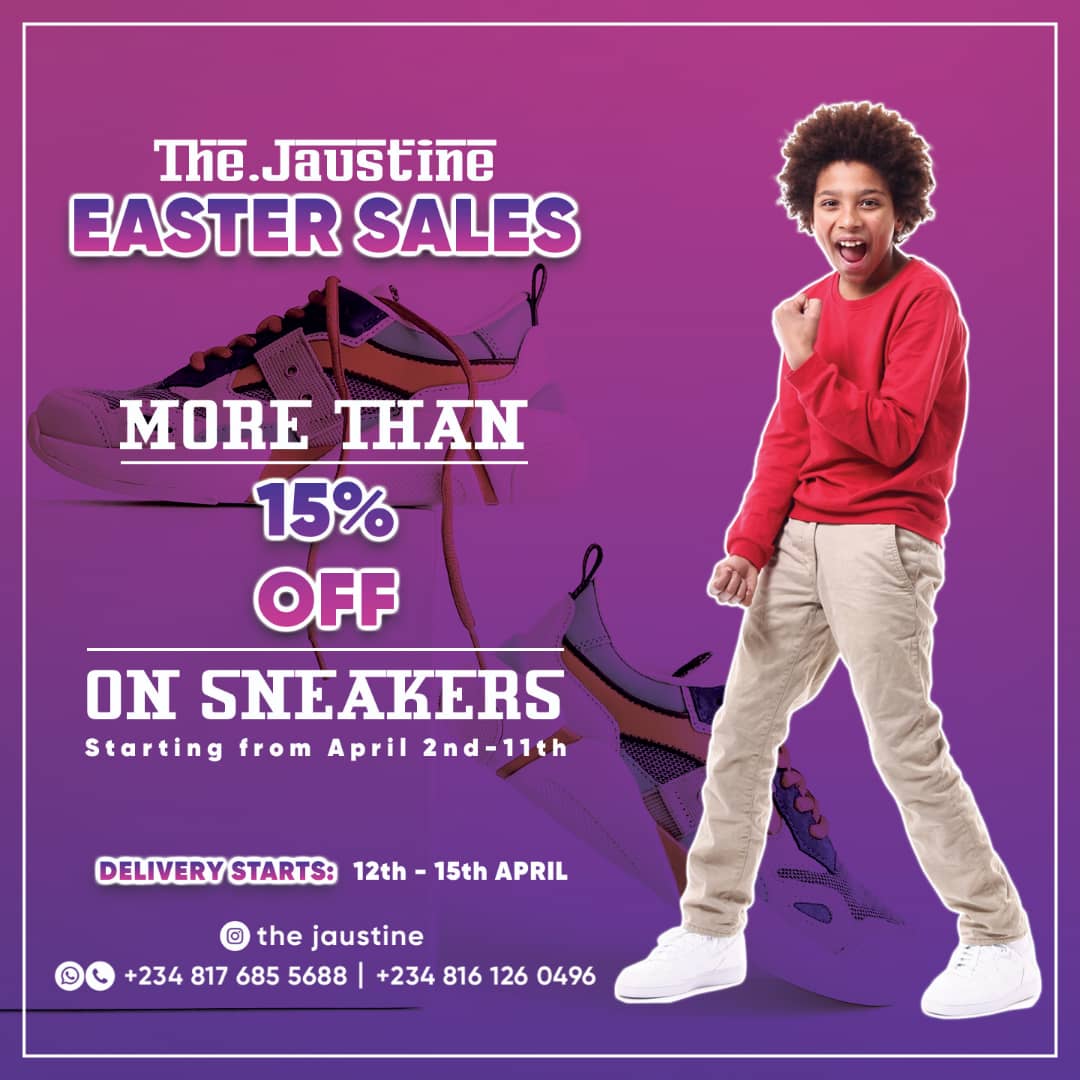 The.Jaustine
EASTER SALES
MORE THAN
15%
OFF
ON SNEAKERS
Starting from April 2nd-11th
DELIVERY STARTS: 12th - 15th APRIL
the jaustine
+234 817 685 5688 | +234 816 126 0496